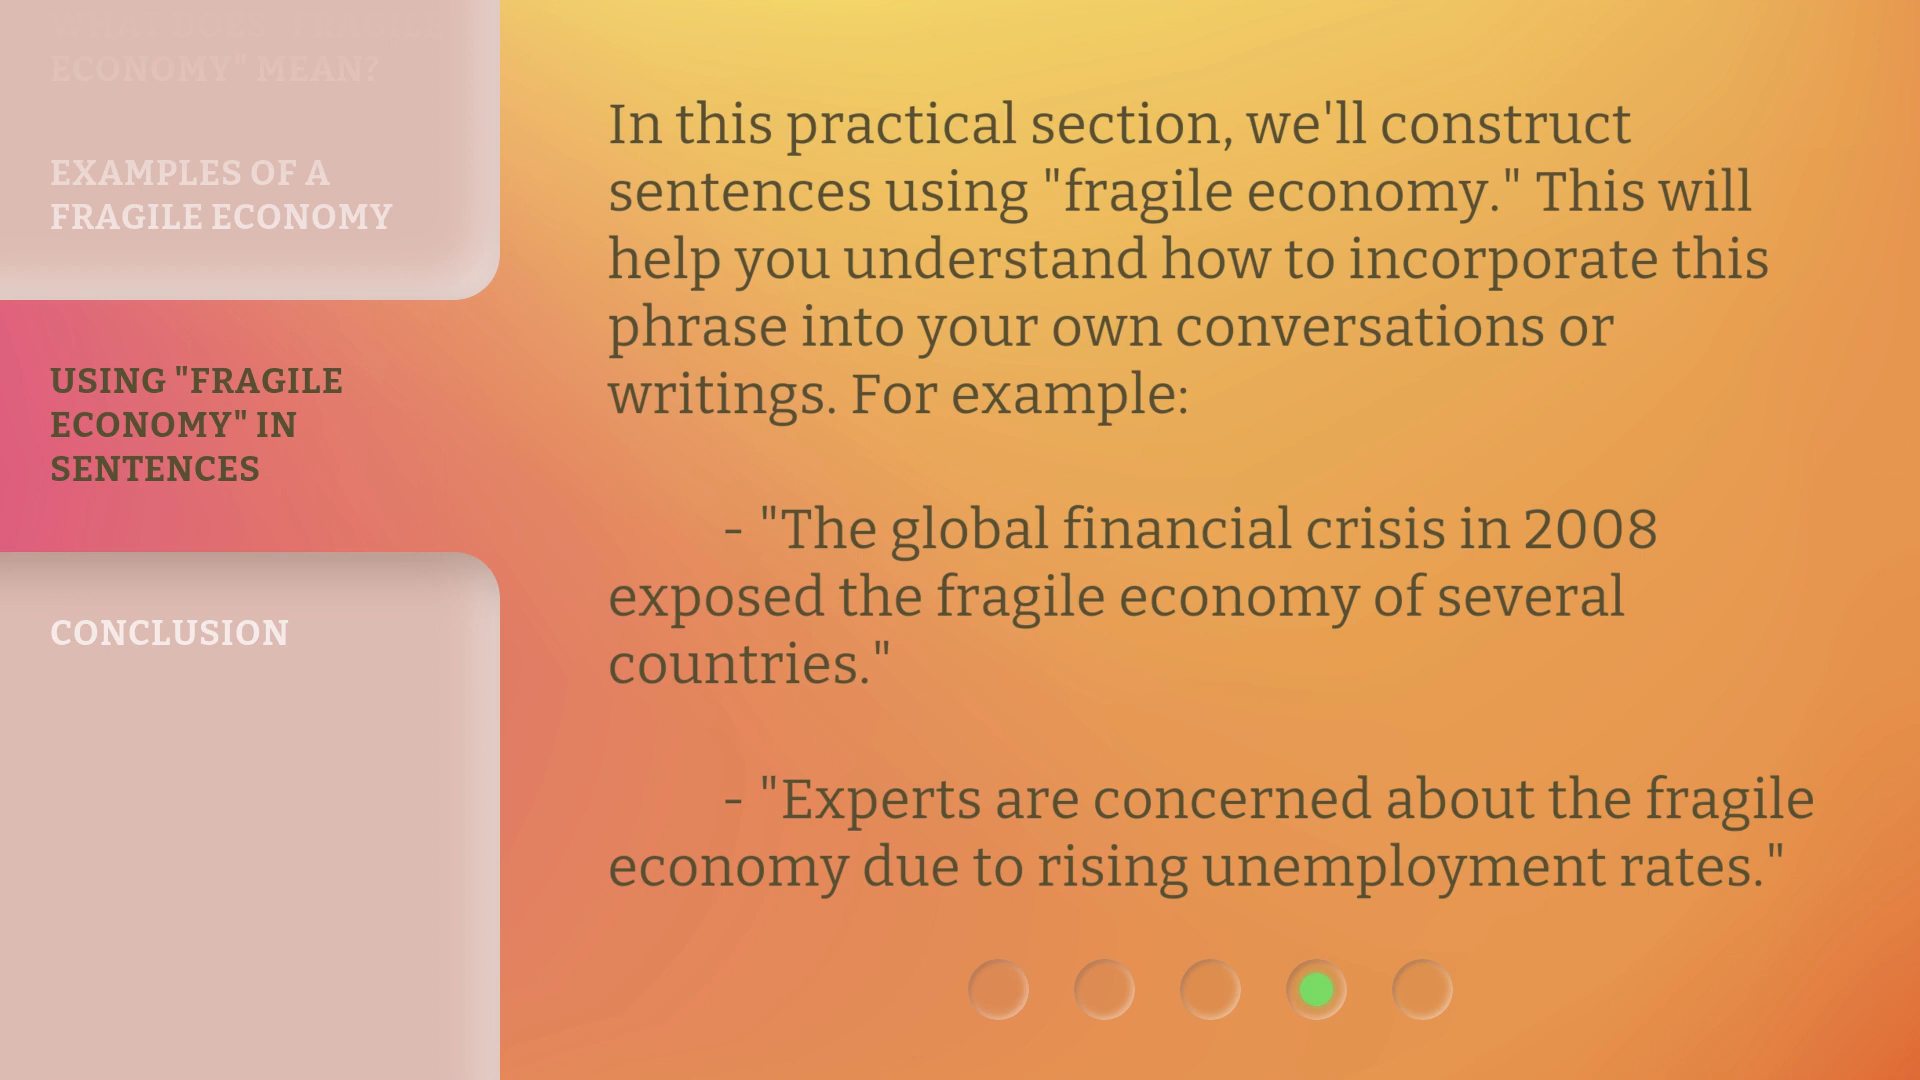 WHAT DOES "FRAGILE
ECONOMY" MEAN?
EXAMPLES OF A
FRAGILE ECONOMY
USING "FRAGILE
ECONOMY" IN
SENTENCES
CONCLUSION
In this practical section, we'll construct
sentences using "fragile economy." This will
help you understand how to incorporate this
phrase into your own conversations or
writings. For example:
- "The global financial crisis in 2008
exposed the fragile economy of several
countries."
- "Experts are concerned about the fragile
economy due to rising unemployment rates."